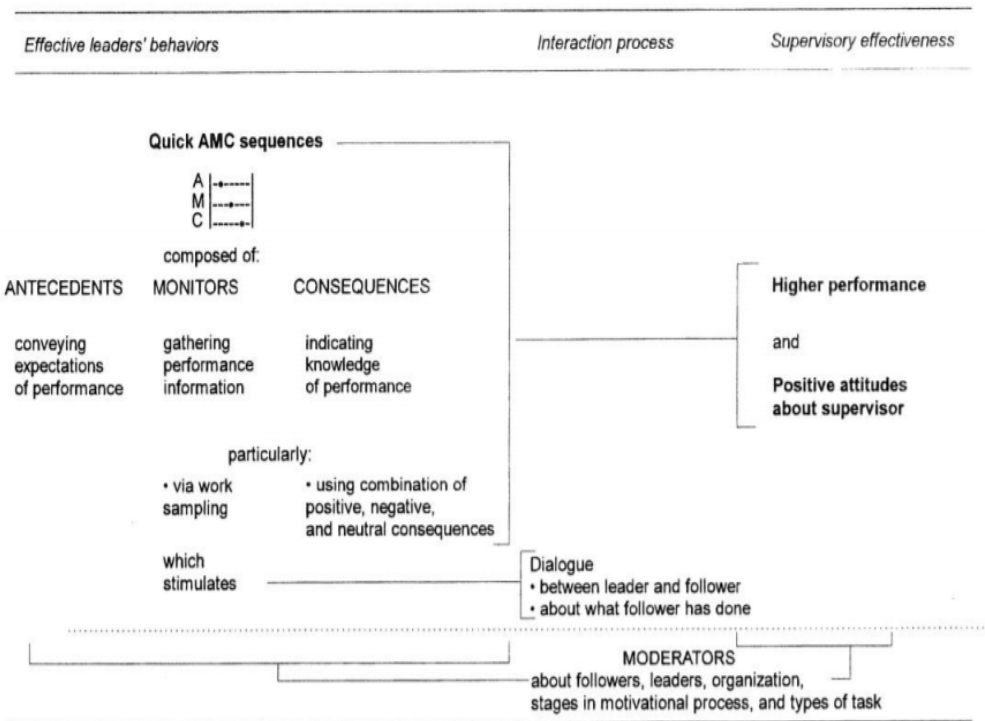 Effective leaders' behaviors
Interaction process
Supervisory effectiveness
Quick AMC sequences
A
M
C
composed of:
ANTECEDENTS
MONITORS
CONSEQUENCES
conveying
expectations
of performance
gathering
performance
information
indicating
knowledge
of performance
particularly:
• via work
sampling
• using combination of
positive, negative,
and neutral consequences
which
stimulates
Dialogue
• between leader and follower
• about what follower has done
Higher performance
and
Positive attitudes
about supervisor
MODERATORS
about followers, leaders, organization,
stages in motivational process, and types of task